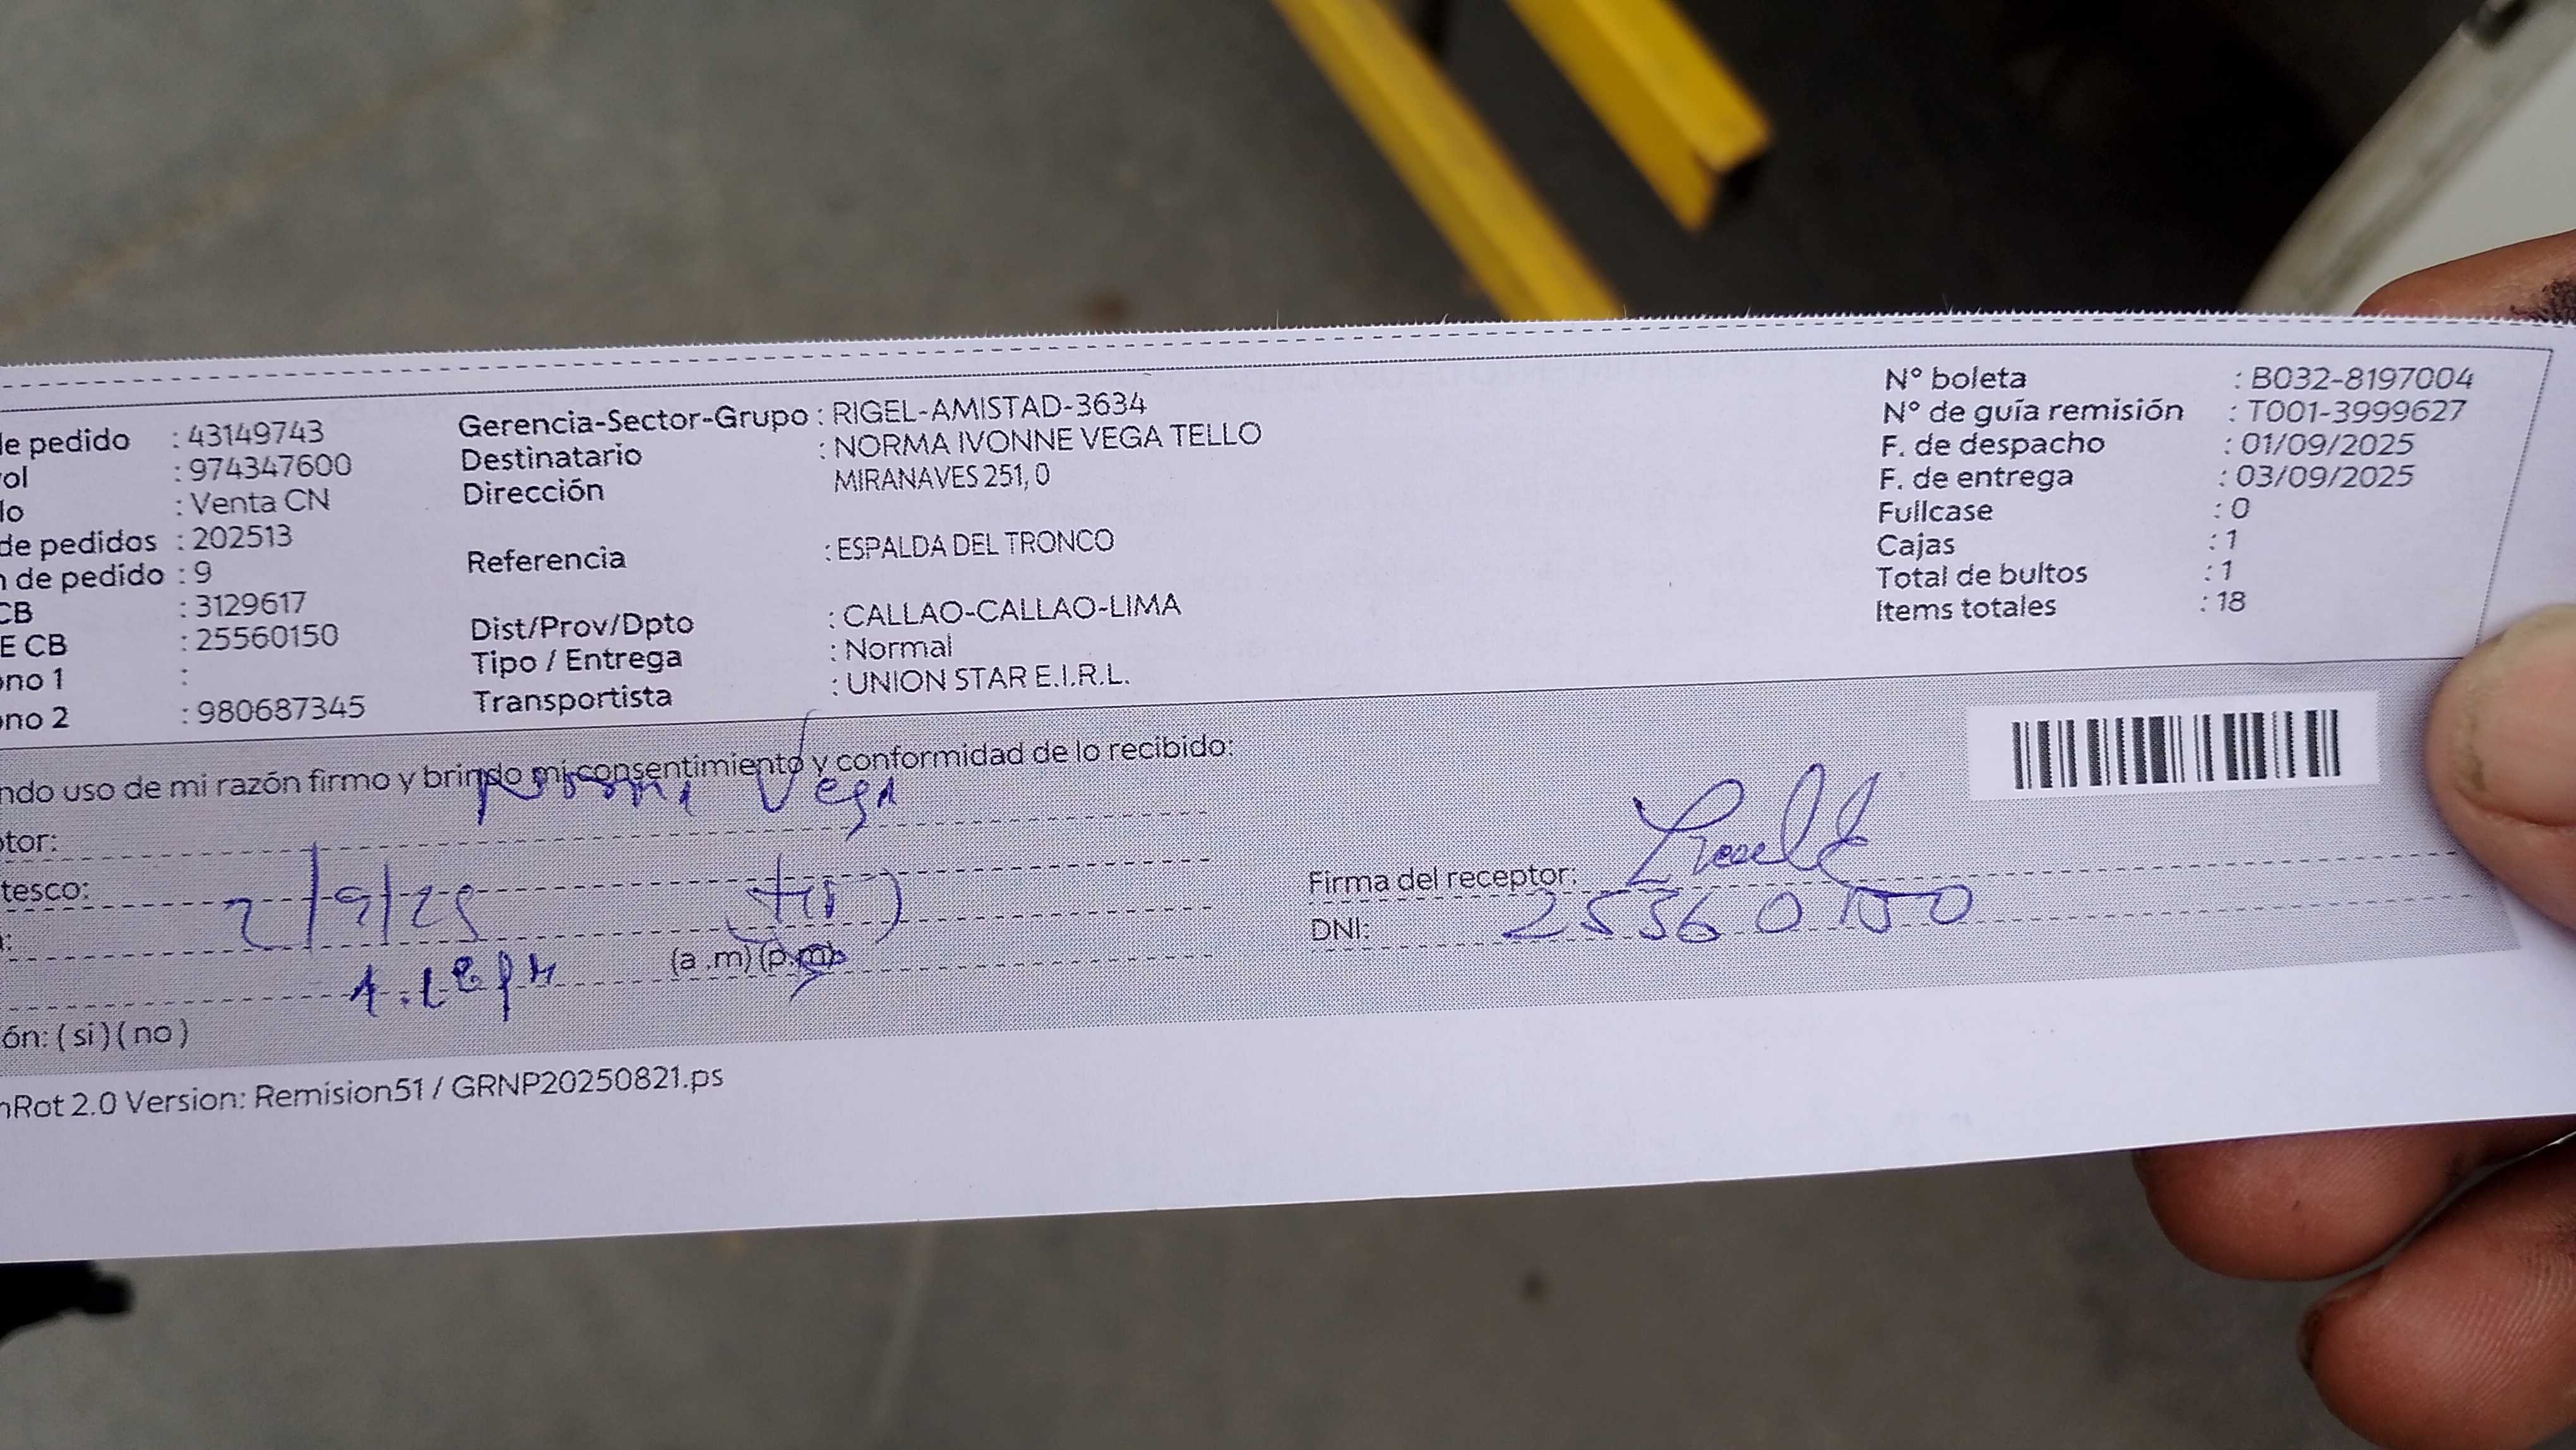 de pedido : 43149743
ol : 974347600
lo : Venta CN
de pedidos : 202513
n de pedido : 9
CB : 3129617
E CB : 25560150
ono 1 :
ono 2 : 980687345
Gerencia-Sector-Grupo : RIGEL-AMISTAD-3634
Destinatario : NORMA IVONNE VEGA TELLO
Dirección MIRANAVES 251, 0
Referencia : ESPALDA DEL TRONCO
Dist/Prov/Dpto : CALLAO-CALLAO-LIMA
Tipo / Entrega : Normal
Transportista : UNION STAR E.I.R.L.
N° boleta : B032-8197004
N° de guía remisión : T001-3999627
F. de despacho : 01/09/2025
F. de entrega : 03/09/2025
Fullcase : 0
Cajas : 1
Total de bultos : 1
Items totales : 18
ndo uso de mi razón firmo y brindo mi consentimiento y conformidad de lo recibido:
tor: Norma Vega
tesco:
2/9/25
(a .m) (p.m)
Firma del receptor:
DNI: 25560150
ón: ( si ) ( no )
nRot 2.0 Version: Remision51 / GRNP20250821.ps